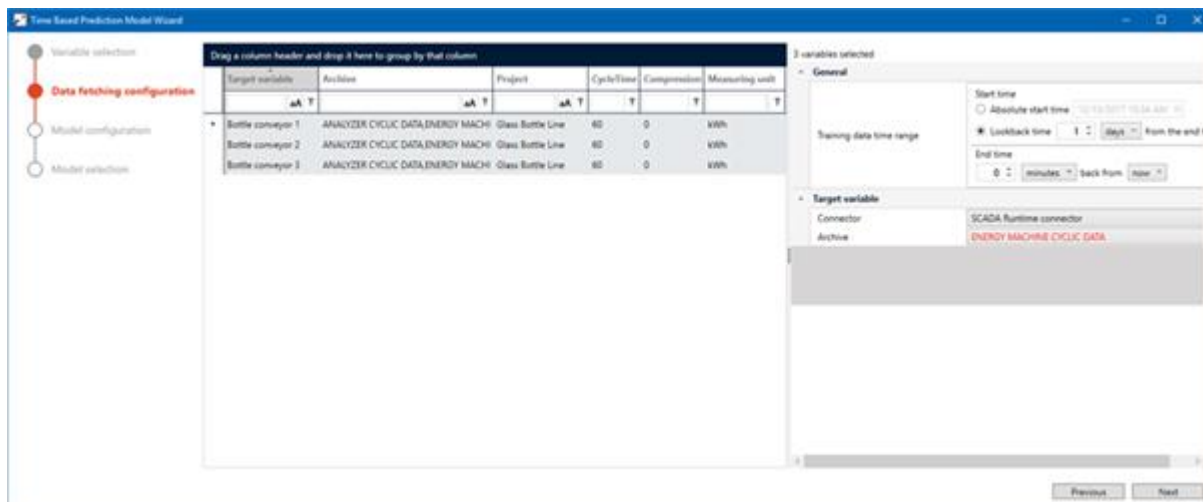 Time Based Prediction Model Wizard
Variable selection
Data fetching configuration
Model configuration
Model selection
Drag a column header and drop it here to group by that column
Target variable Archive Project CycleTime Compression Measuring unit
aA aA aA
Bottle conveyor 1 ANALYZER CYCLIC DATA,ENERGY MACHI Glass Bottle Line 60 0 kWh
Bottle conveyor 2 ANALYZER CYCLIC DATA,ENERGY MACHI Glass Bottle Line 60 0 kWh
Bottle conveyor 3 ANALYZER CYCLIC DATA,ENERGY MACHI Glass Bottle Line 60 0 kWh
3 variables selected
General
Training data time range
Start time
Absolute start time
Lookback time 1 days from the end t
End time
0 minutes back from now
Target variable
Connector SCADA Runtime connector
Archive ENERGY MACHINE CYCLIC DATA
Previous Next